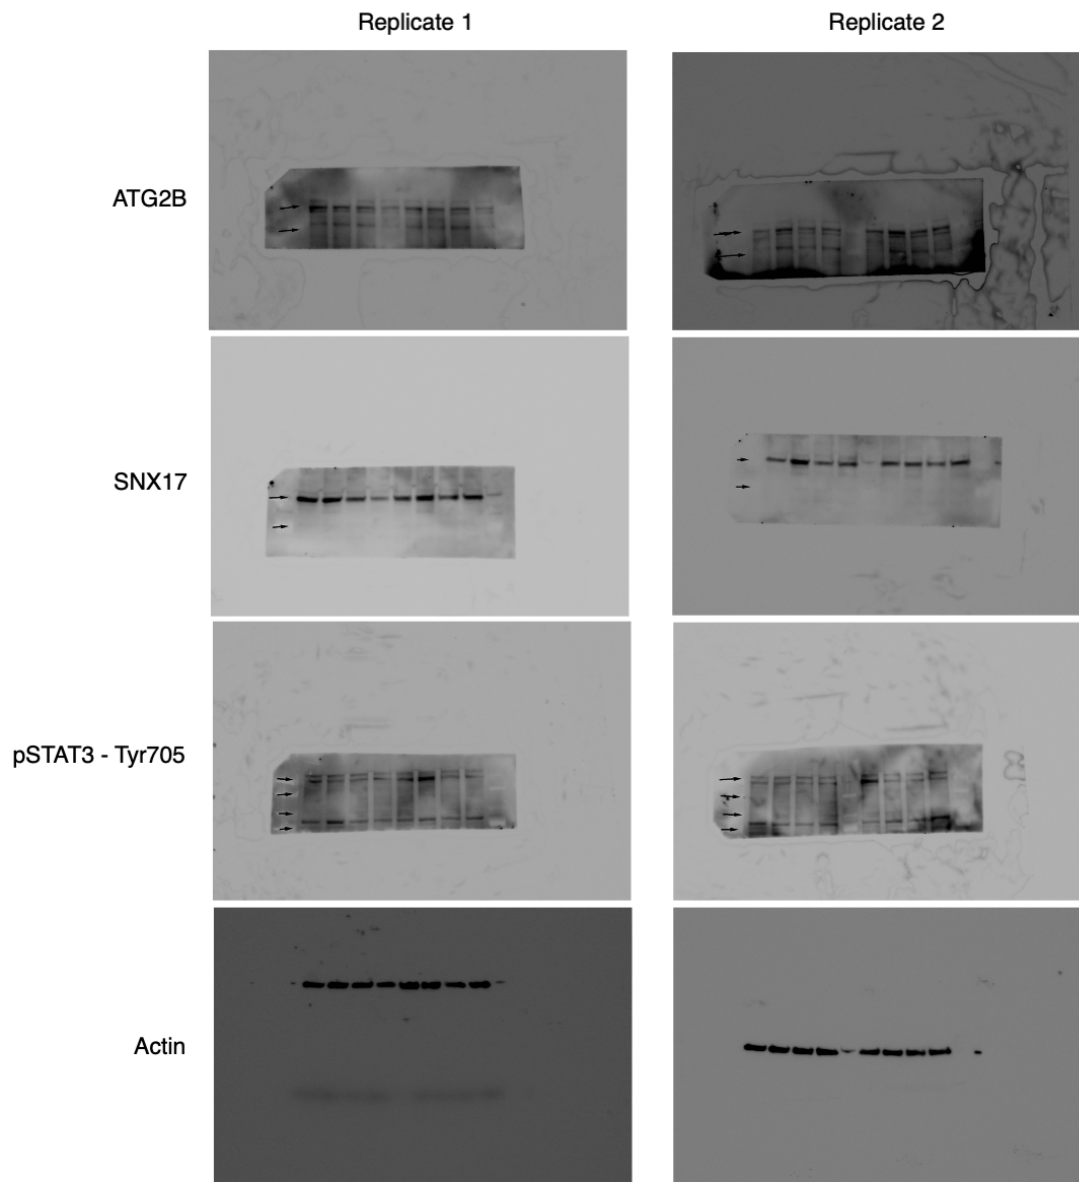 Replicate 1
Replicate 2
ATG2B
SNX17
pSTAT3 - Tyr705
Actin